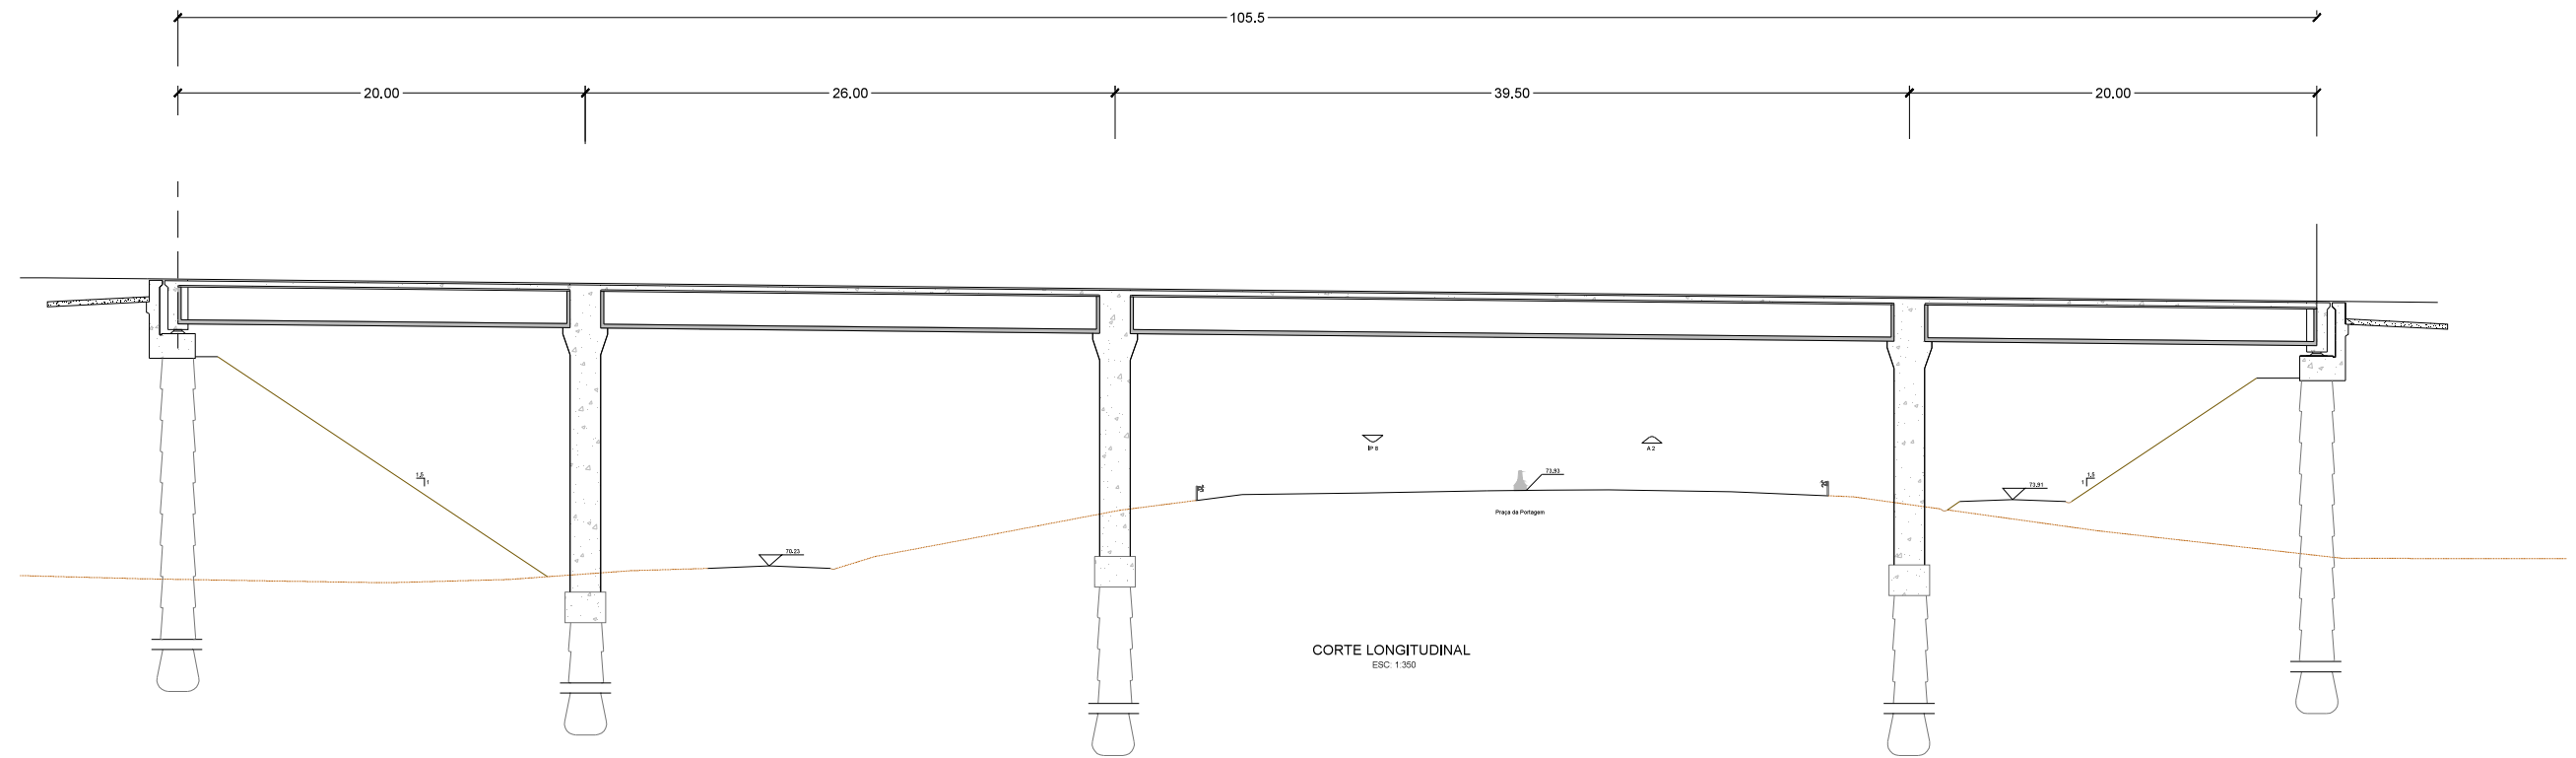 105.5
20.00
26.00
39.50
20.00
IP 8
A 2
73.93
1.5
1
1.5
1
73.91
Praça da Portagem
70.23
CORTE LONGITUDINAL
ESC: 1:350